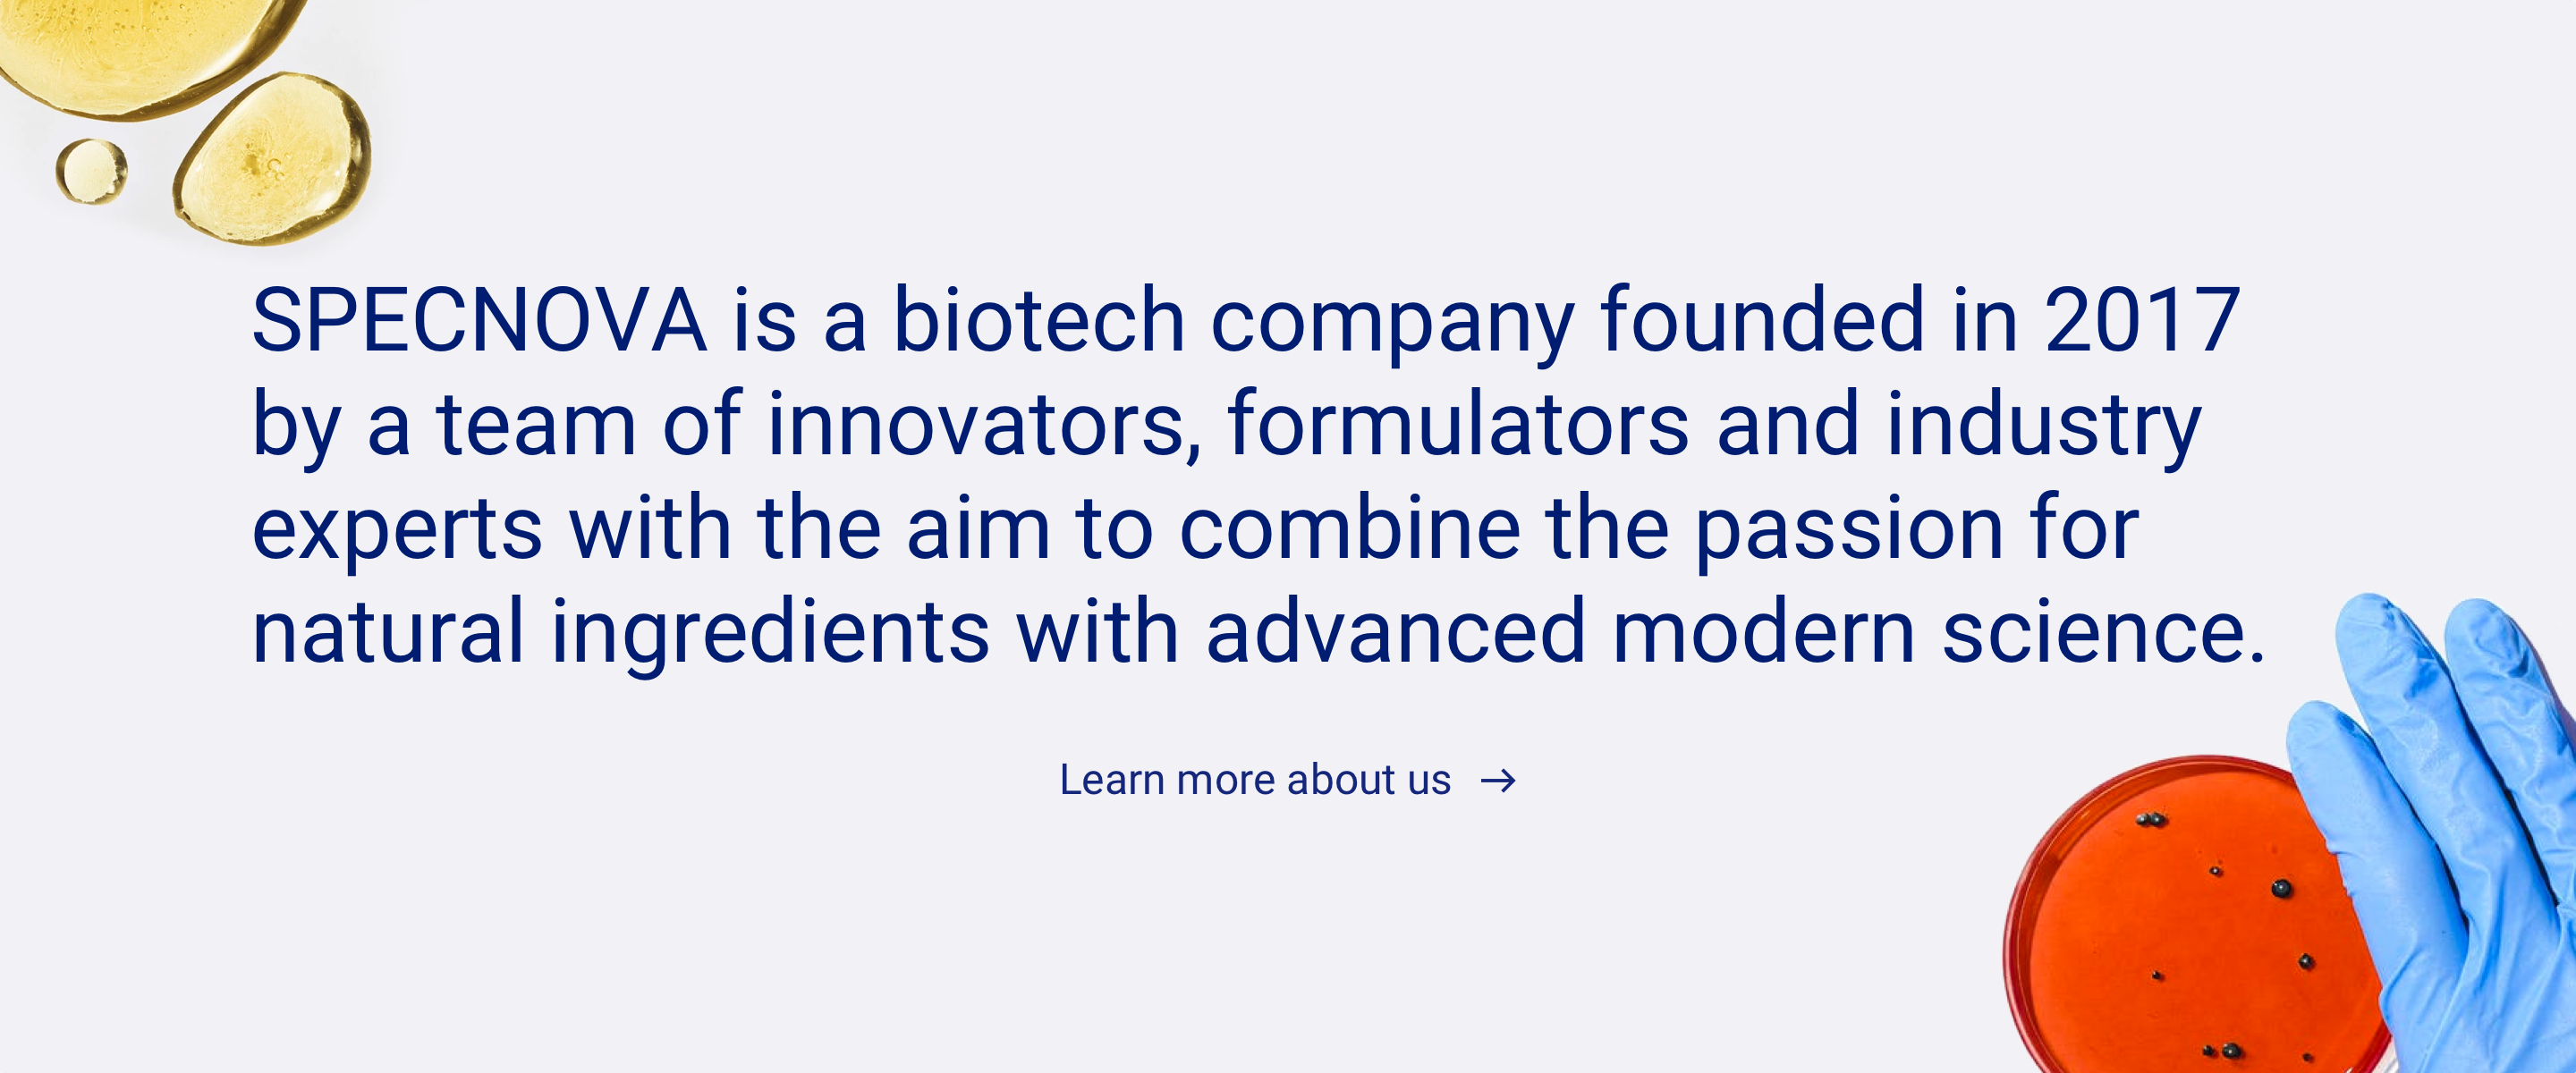 SPECNOVA is a biotech company founded in 2017
by a team of innovators, formulators and industry
experts with the aim to combine the passion for
natural ingredients with advanced modern science.
Learn more about us →